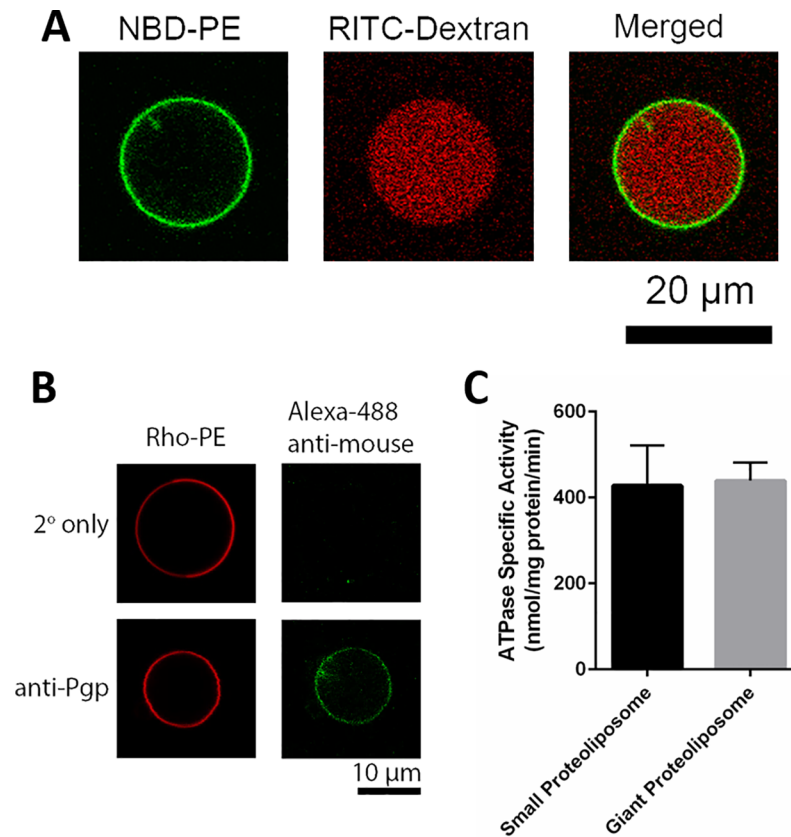 A
NBD-PE
RITC-Dextran
Merged
20 µm
B
Rho-PE
Alexa-488
anti-mouse
2° only
anti-Pgp
10 µm
C
ATPase Specific Activity
(nmol/mg protein/min)
600
400
200
0
Small Proteoliposome
Giant Proteoliposome